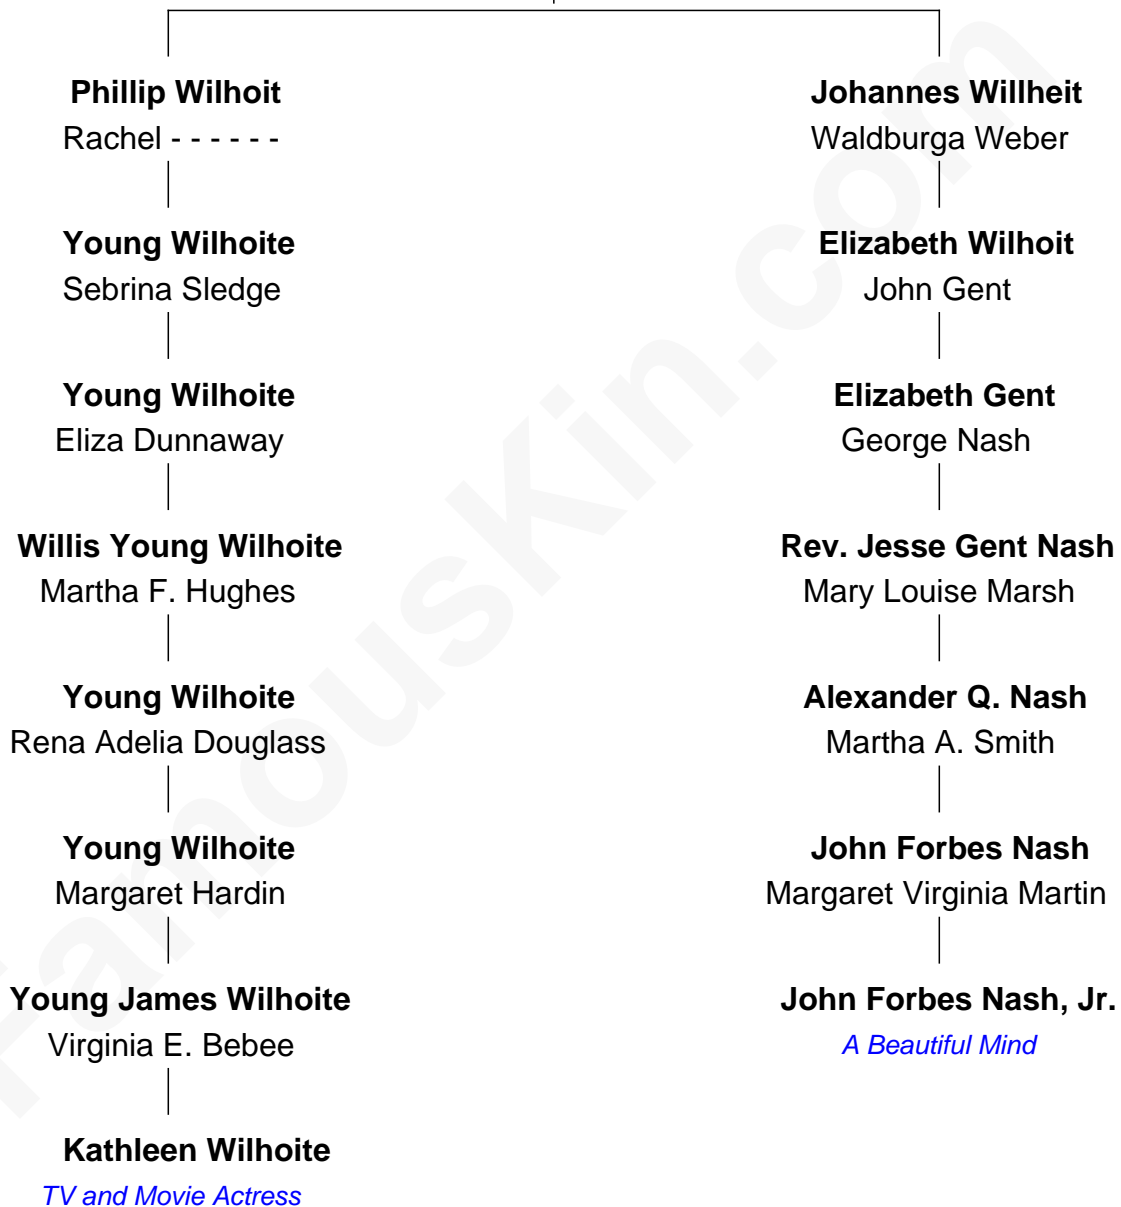 Phillip Wilhoit
Rachel - - - - - -
Young Wilhoite
Sebrina Sledge
Young Wilhoite
Eliza Dunnaway
Willis Young Wilhoite
Martha F. Hughes
Young Wilhoite
Rena Adelia Douglass
Young Wilhoite
Margaret Hardin
Young James Wilhoite
Virginia E. Bebee
Kathleen Wilhoite
TV and Movie Actress
Johannes Willheit
Waldburga Weber
Elizabeth Wilhoit
John Gent
Elizabeth Gent
George Nash
Rev. Jesse Gent Nash
Mary Louise Marsh
Alexander Q. Nash
Martha A. Smith
John Forbes Nash
Margaret Virginia Martin
John Forbes Nash, Jr.
A Beautiful Mind
FamousKin.com